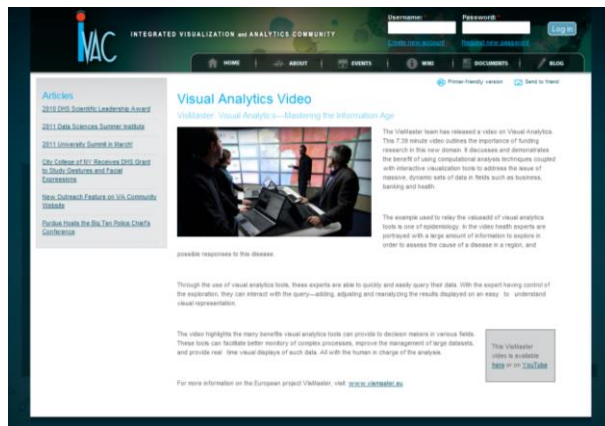 iVAC
INTEGRATED VISUALIZATION and ANALYTICS COMMUNITY
Username: *
Password: *
Log in
Create new account
Request new password
HOME
ABOUT
EVENTS
WIKI
DOCUMENTS
BLOG
Printer-friendly version
Send to friend
Articles
2010 DHS Scientific Leadership Award
2011 Data Sciences Summer Institute
2011 University Summit in March!
City College of NY Receives DHS Grant
to Study Gestures and Facial
Expressions
New Outreach Feature on VA Community
Website
Purdue Hosts the Big Ten Police Chief's
Conference
Visual Analytics Video
VisMaster: Visual Analytics—Mastering the Information Age
The VisMaster team has released a video on Visual Analytics.
This 7:39 minute video outlines the importance of funding
research in this new domain. It discusses and demonstrates
the benefit of using computational analysis techniques coupled
with interactive visualization tools to address the issue of
massive, dynamic sets of data in fields such as business,
banking and health.
The example used to relay the valueadd of visual analytics
tools is one of epidemiology. In the video health experts are
portrayed with a large amount of information to explore in
order to assess the cause of a disease in a region, and
possible responses to this disease.
Through the use of visual analytics tools, these experts are able to quickly and easily query their data. With the expert having control of
the exploration, they can interact with the query—adding, adjusting and reanalyzing the results displayed on an easy to understand
visual representation.
The video highlights the many benefits visual analytics tools can provide to decision makers in various fields.
These tools can facilitate better monitory of complex processes, improve the management of large datasets,
and provide real time visual displays of such data. All with the human in charge of the analysis.
This VisMaster
video is available
here or on YouTube
For more information on the European project VisMaster, visit: www.vismaster.eu